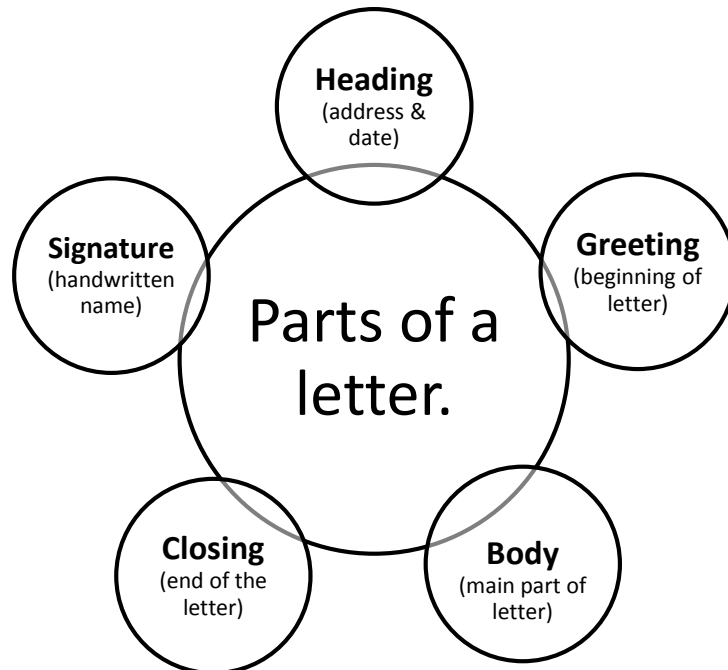 Heading
(address &
date)
Greeting
(beginning of
letter)
Body
(main part of
letter)
Closing
(end of the
letter)
Signature
(handwritten
name)
Parts of a
letter.